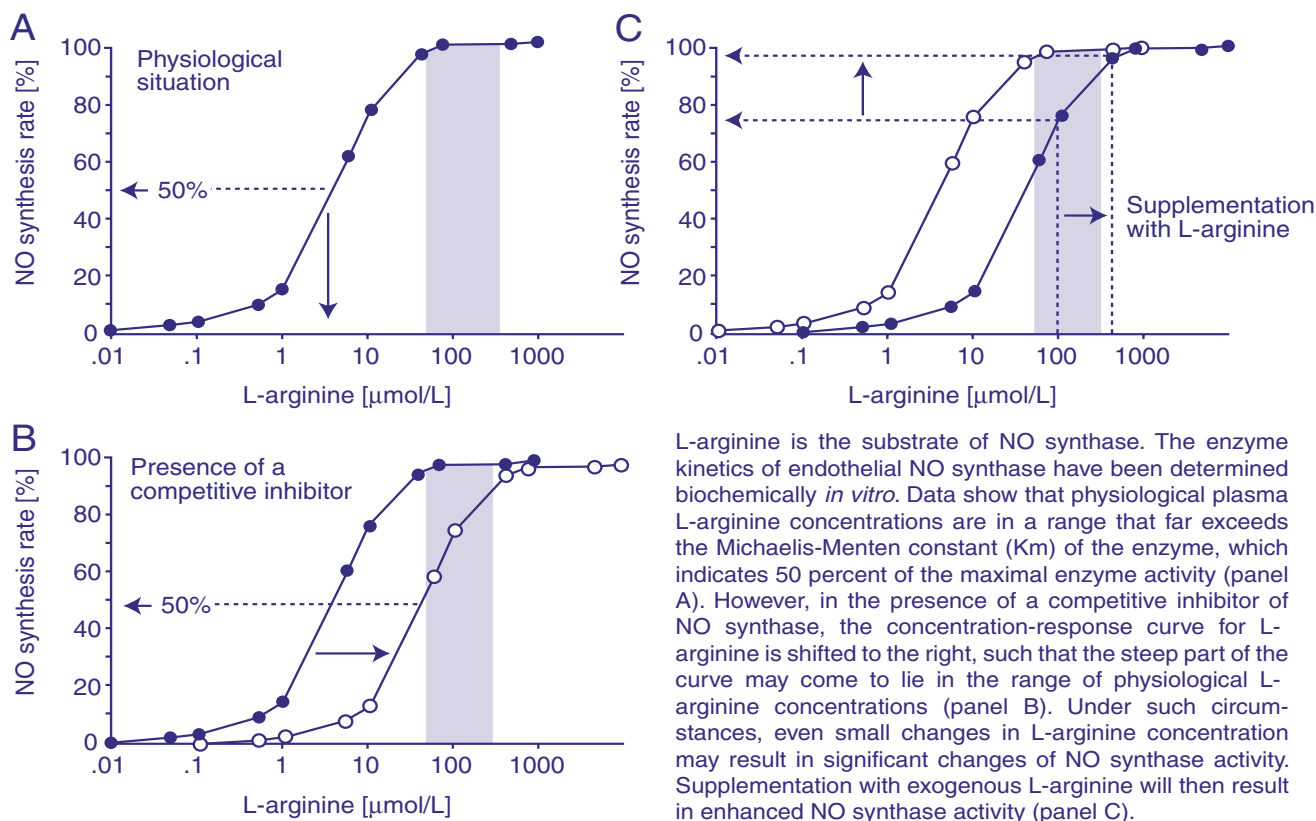 A
Physiological
situation
NO synthesis rate [%]
100
80
60
40
20
0
50%
.01 .1 1 10 100 1000
L-arginine [μmol/L]
B
Presence of a
competitive inhibitor
NO synthesis rate [%]
100
80
60
40
20
0
50%
.01 .1 1 10 100 1000
L-arginine [μmol/L]
C
NO synthesis rate [%]
100
80
60
40
20
0
Supplementation
with L-arginine
.01 .1 1 10 100 1000
L-arginine [μmol/L]
L-arginine is the substrate of NO synthase. The enzyme
kinetics of endothelial NO synthase have been determined
biochemically in vitro. Data show that physiological plasma
L-arginine concentrations are in a range that far exceeds
the Michaelis-Menten constant (Km) of the enzyme, which
indicates 50 percent of the maximal enzyme activity (panel
A). However, in the presence of a competitive inhibitor of
NO synthase, the concentration-response curve for L-
arginine is shifted to the right, such that the steep part of the
curve may come to lie in the range of physiological L-
arginine concentrations (panel B). Under such circum-
stances, even small changes in L-arginine concentration
may result in significant changes of NO synthase activity.
Supplementation with exogenous L-arginine will then result
in enhanced NO synthase activity (panel C).